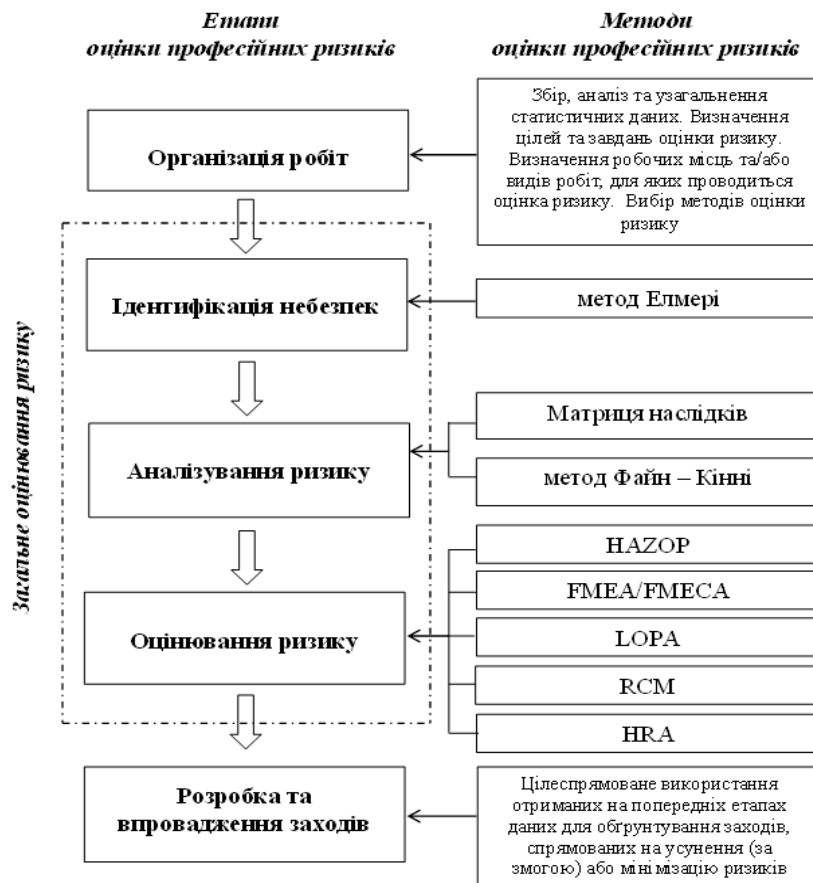 Етапи
оцінки професійних ризиків
Методи
оцінки професійних ризиків
Організація робіт
Збір, аналіз та узагальнення
статистичних даних. Визначення
цілей та завдань оцінки ризику.
Визначення робочих місць та/або
видів робіт, для яких проводиться
оцінка ризику. Вибір методів оцінки
ризику
Загальне оцінювання ризику
Ідентифікація небезпек
метод Елмері
Аналізування ризику
Матриця наслідків
метод Файн – Кінні
Оцінювання ризику
HAZOP
FMEA/FMECA
LOPA
RCM
HRA
Розробка та
впровадження заходів
Цілеспрямоване використання
отриманих на попередніх етапах
даних для обґрунтування заходів,
спрямованих на усунення (за
змогою) або мінімізацію ризиків